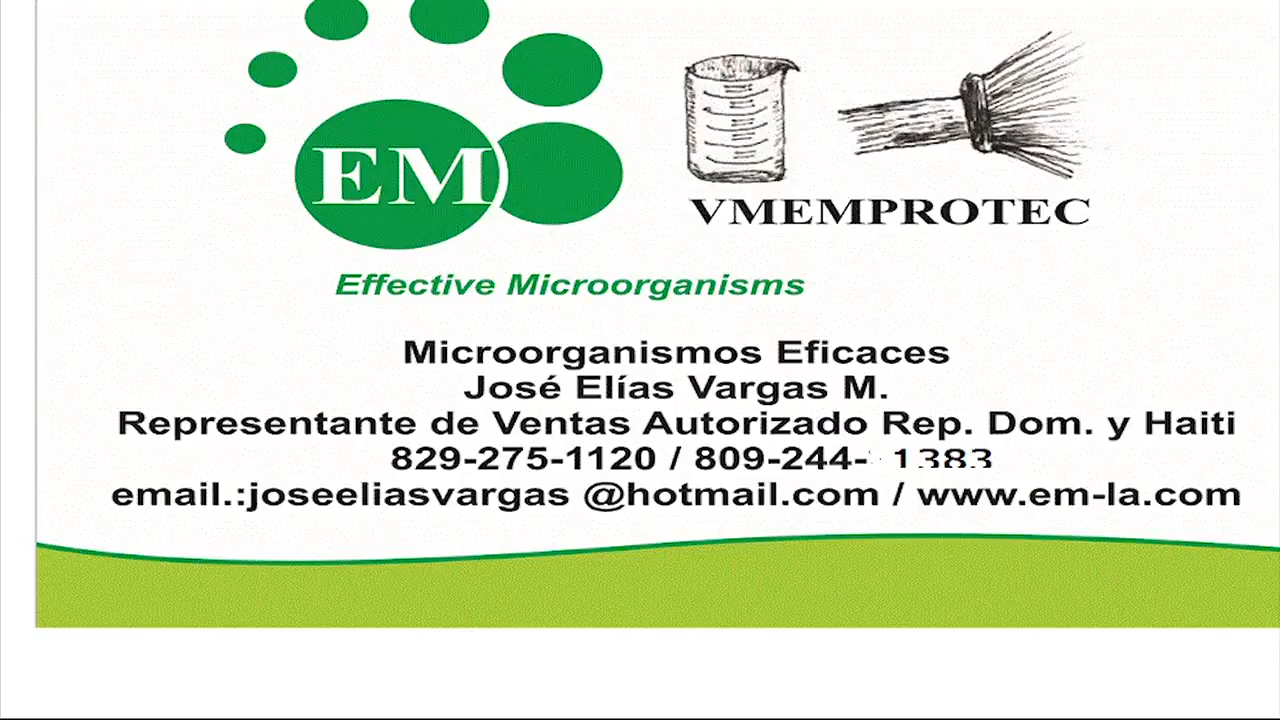 EM
VMEMPROTEC
Effective Microorganisms
Microorganismos Eficaces
José Elías Vargas M.
Representante de Ventas Autorizado Rep. Dom. y Haiti
829-275-1120 / 809-244- 1383
email.:joseeliasvargas @hotmail.com / www.em-la.com